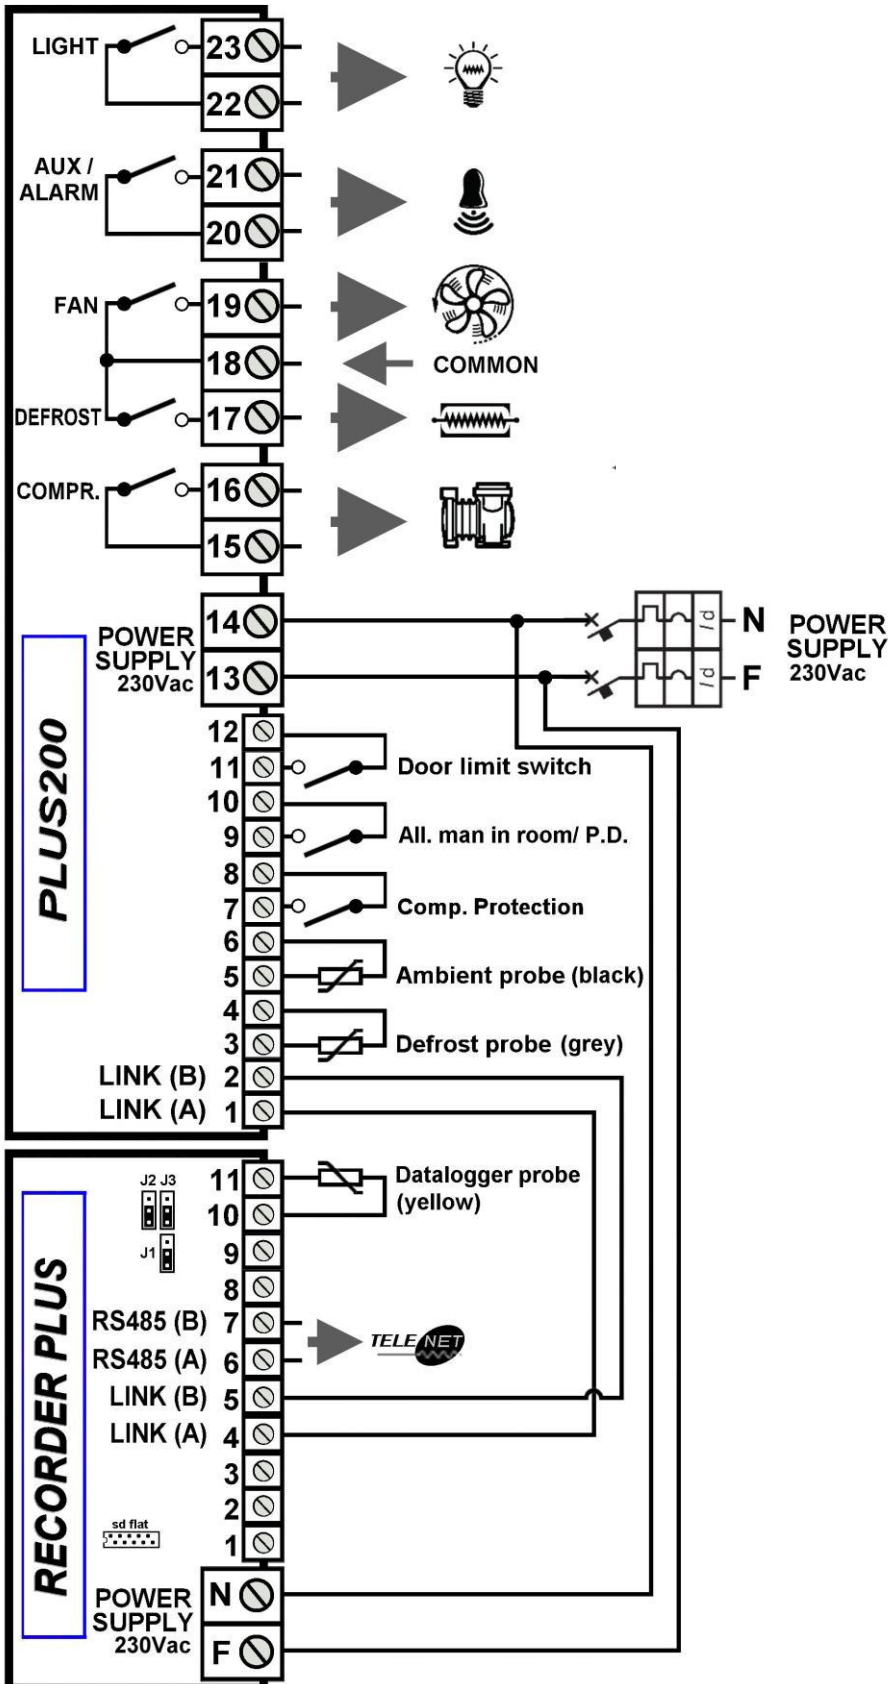 LIGHT
23
22
AUX /
ALARM
21
20
FAN
19
18
COMMON
DEFROST
17
COMPR.
16
15
14
POWER
SUPPLY
230Vac
13
N
F
POWER
SUPPLY
230Vac
Id
Id
PLUS200
12
11
Door limit switch
10
9
All. man in room/ P.D.
8
7
Comp. Protection
6
5
Ambient probe (black)
4
3
Defrost probe (grey)
LINK (B) 2
LINK (A) 1
RECORDER PLUS
J2 J3
J1
11
Datalogger probe
(yellow)
10
9
8
RS485 (B) 7
RS485 (A) 6
TELE NET
LINK (B) 5
LINK (A) 4
3
2
sd flat
1
POWER
SUPPLY
230Vac
N
F